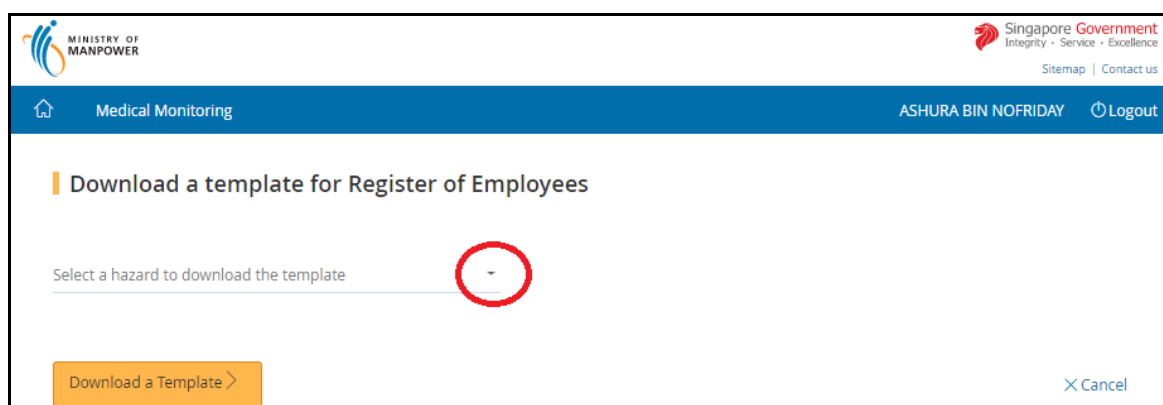 MINISTRY OF
MANPOWER
Singapore Government
Integrity · Service · Excellence
Sitemap | Contact us
Medical Monitoring
ASHURA BIN NOFRIDAY
Logout
Download a template for Register of Employees
Select a hazard to download the template
Download a Template >
Cancel